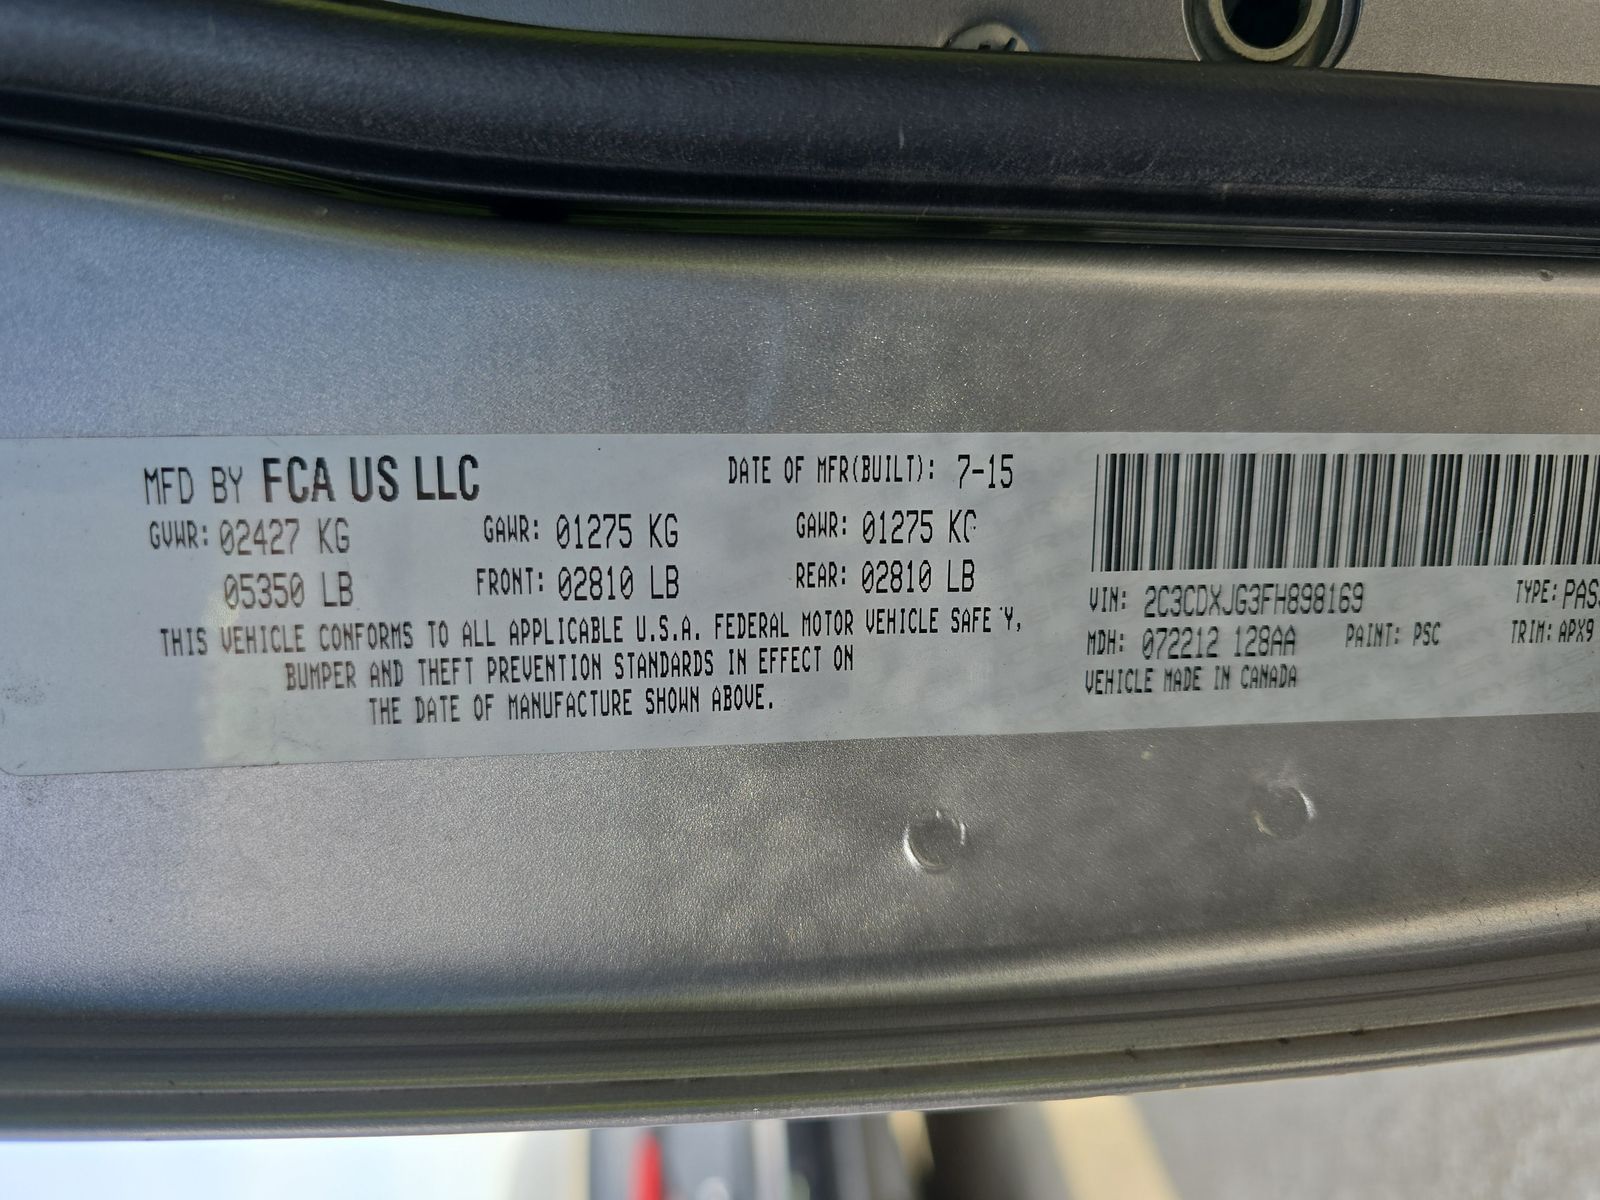 MFD BY FCA US LLC DATE OF MFR(BUILT): 7-15
GVWR: 02427 KG GAWR: 01275 KG GAWR: 01275 KG
05350 LB FRONT: 02810 LB REAR: 02810 LB
THIS VEHICLE CONFORMS TO ALL APPLICABLE U.S.A. FEDERAL MOTOR VEHICLE SAFE Y,
BUMPER AND THEFT PREVENTION STANDARDS IN EFFECT ON
THE DATE OF MANUFACTURE SHOWN ABOVE.
VIN: 2C3CDXJG3FH898169 TYPE: PAS
MDH: 072212 128AA PAINT: PSC TRIM: APX9
VEHICLE MADE IN CANADA